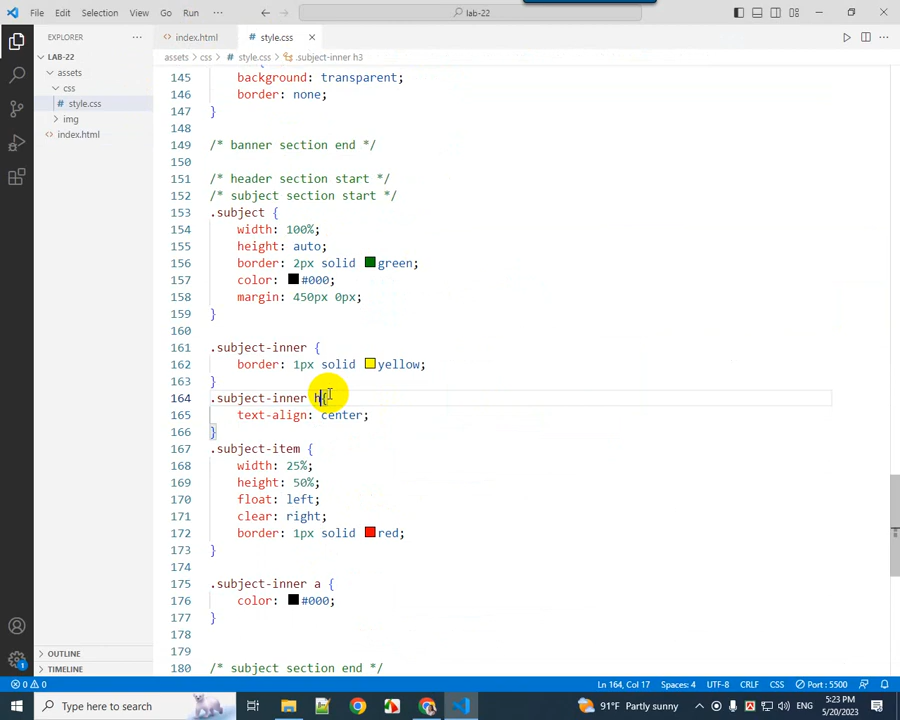 File Edit Selection View Go Run ··· lab-22
EXPLORER ··· index.html # style.css
LAB-22 assets > css > # style.css > .subject-inner h3
assets
css
# style.css
img
index.html
145 background: transparent;
146 border: none;
147 }
148
149 /* banner section end */
150
151 /* header section start */
152 /* subject section start */
153 .subject {
154 width: 100%;
155 height: auto;
156 border: 2px solid green;
157 color: #000;
158 margin: 450px 0px;
159 }
160
161 .subject-inner {
162 border: 1px solid yellow;
163 }
164 .subject-inner h{
165 text-align: center;
166 }
167 .subject-item {
168 width: 25%;
169 height: 50%;
170 float: left;
171 clear: right;
172 border: 1px solid red;
173 }
174
175 .subject-inner a {
176 color: #000;
177 }
178
179
180 /* subject section end */
OUTLINE
TIMELINE
1
0 0 Ln 164, Col 17 Spaces: 4 UTF-8 CRLF CSS Port : 5500
Type here to search 91°F Partly sunny 5:23 PM
5/20/2023